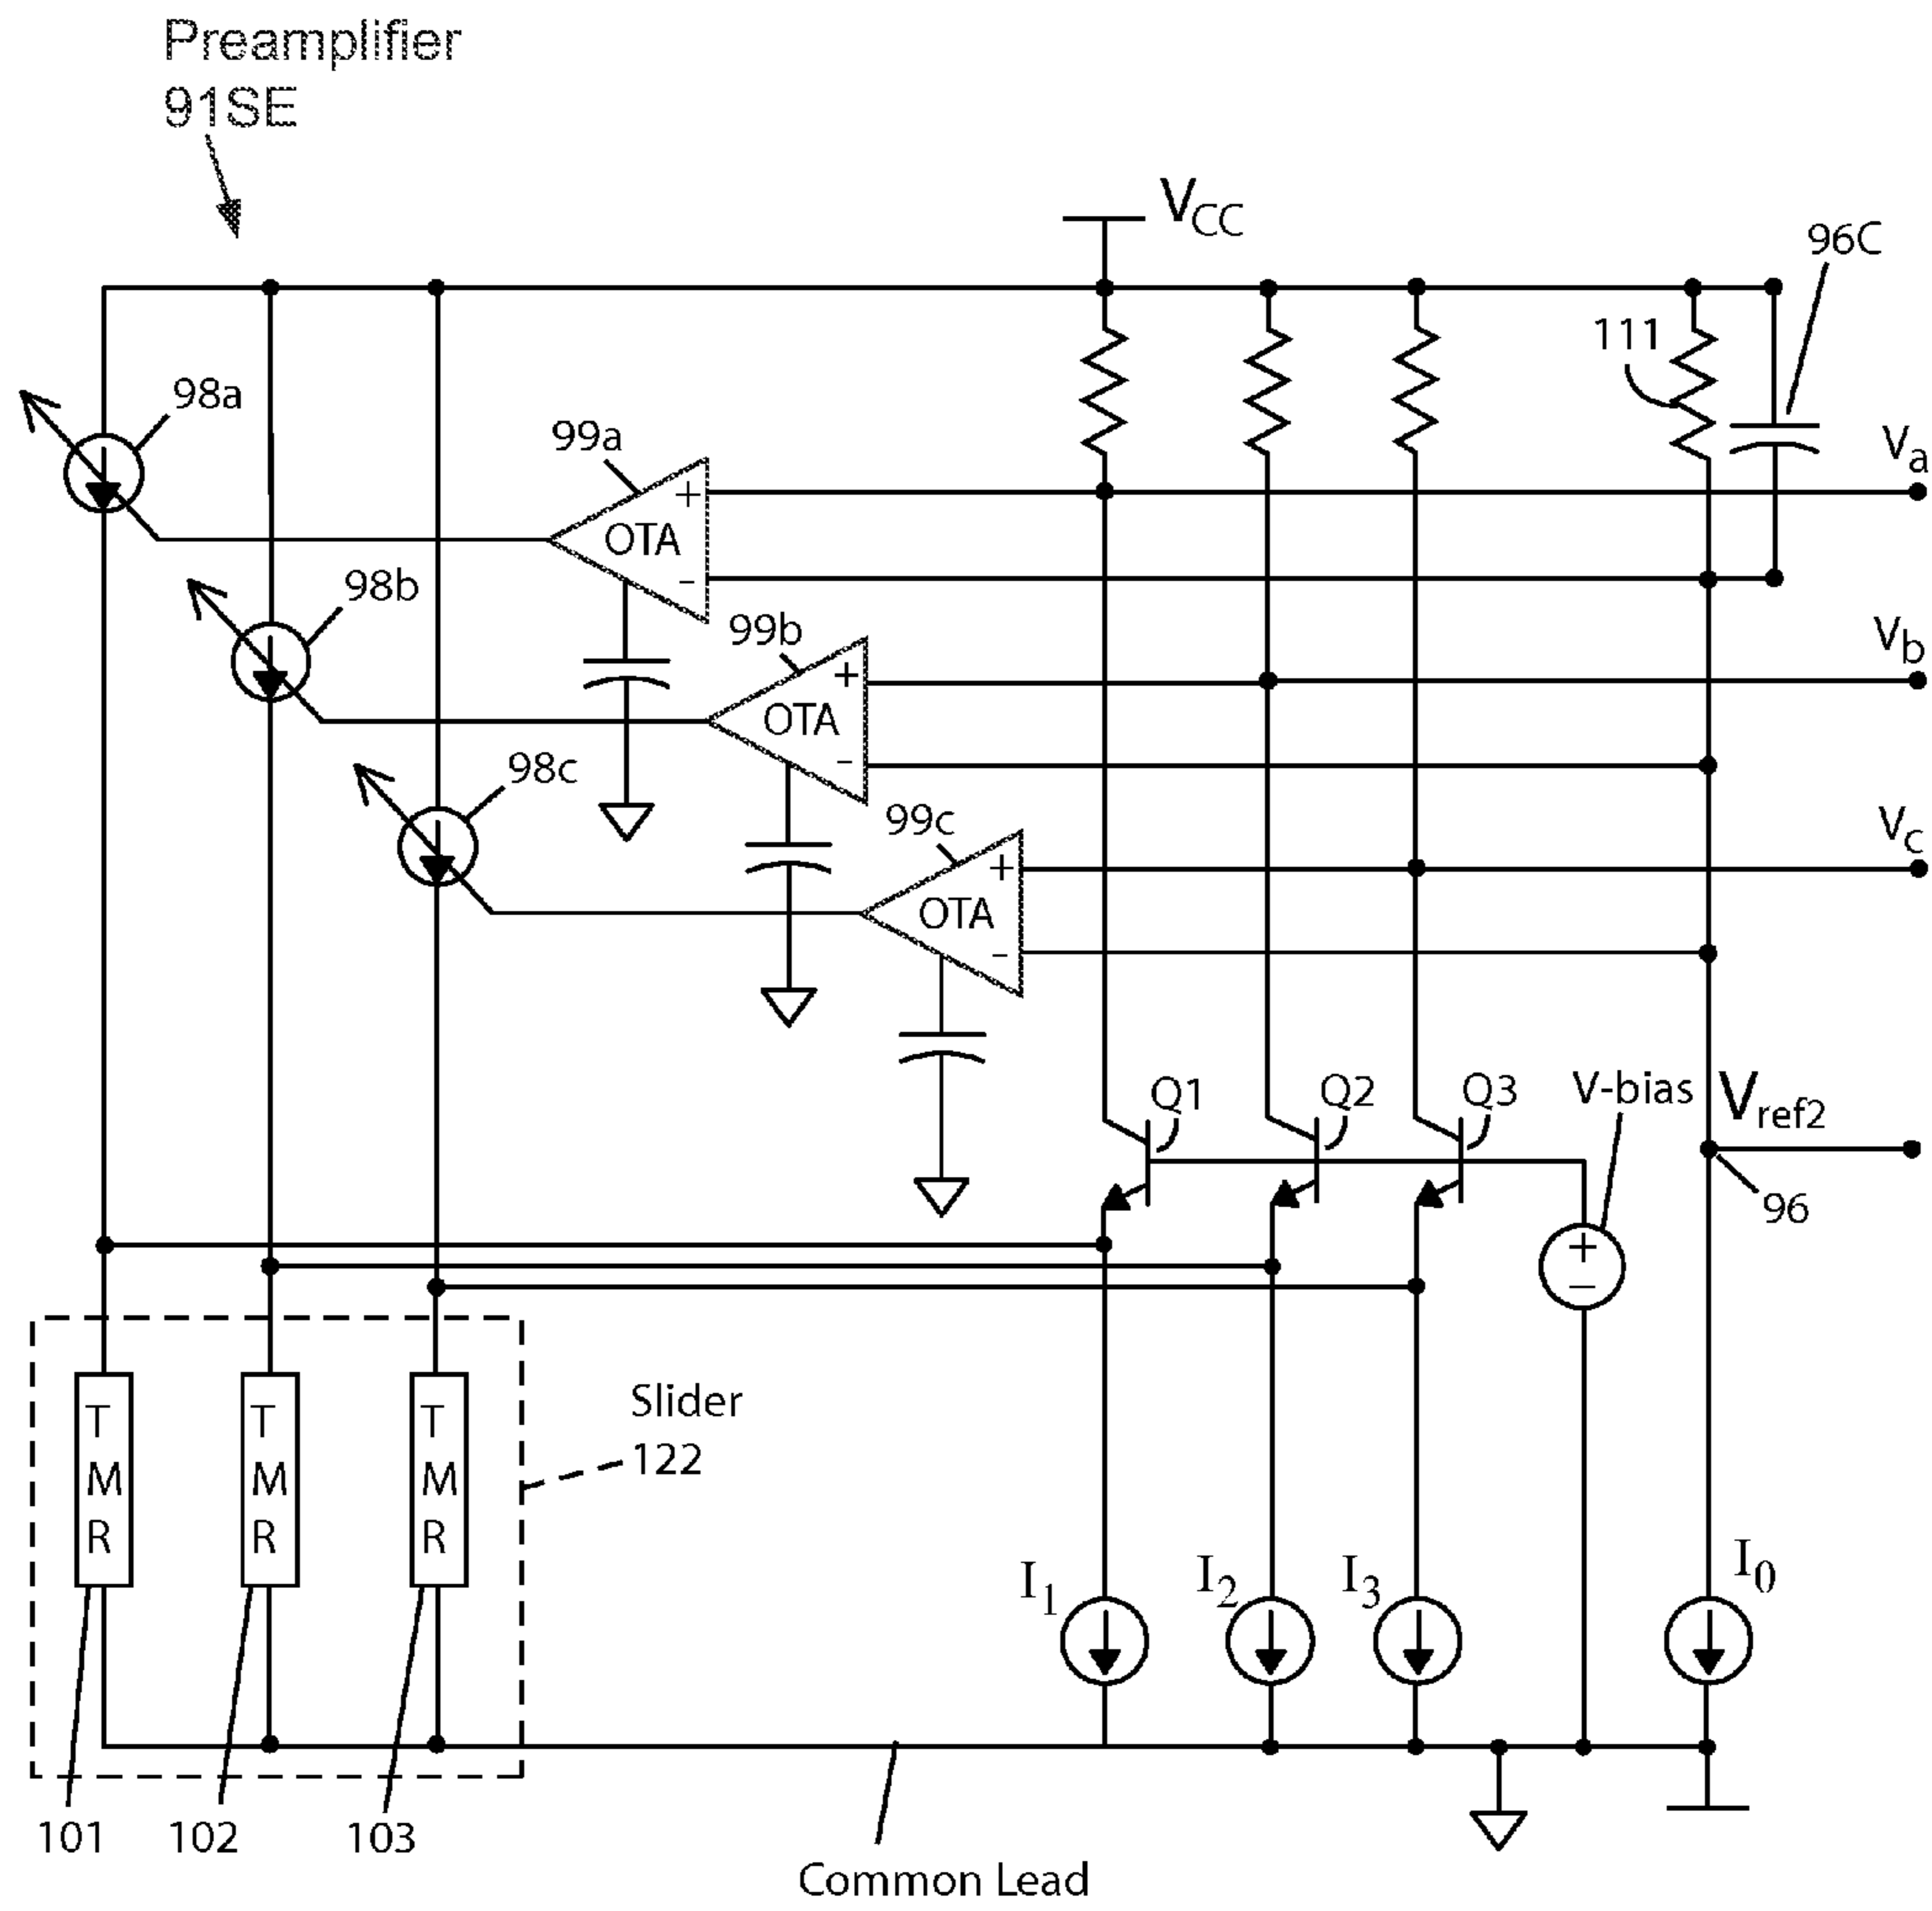 Preamplifier
91SE
VCC
96C
111
98a
99a
Va
+
OTA
-
98b
99b
Vb
+
OTA
-
98c
99c
Vc
+
OTA
-
Q1
Q2
Q3
V-bias
Vref2
96
+
-
Slider
122
T
M
R
T
M
R
T
M
R
I1
I2
I3
I0
101
102
103
Common Lead